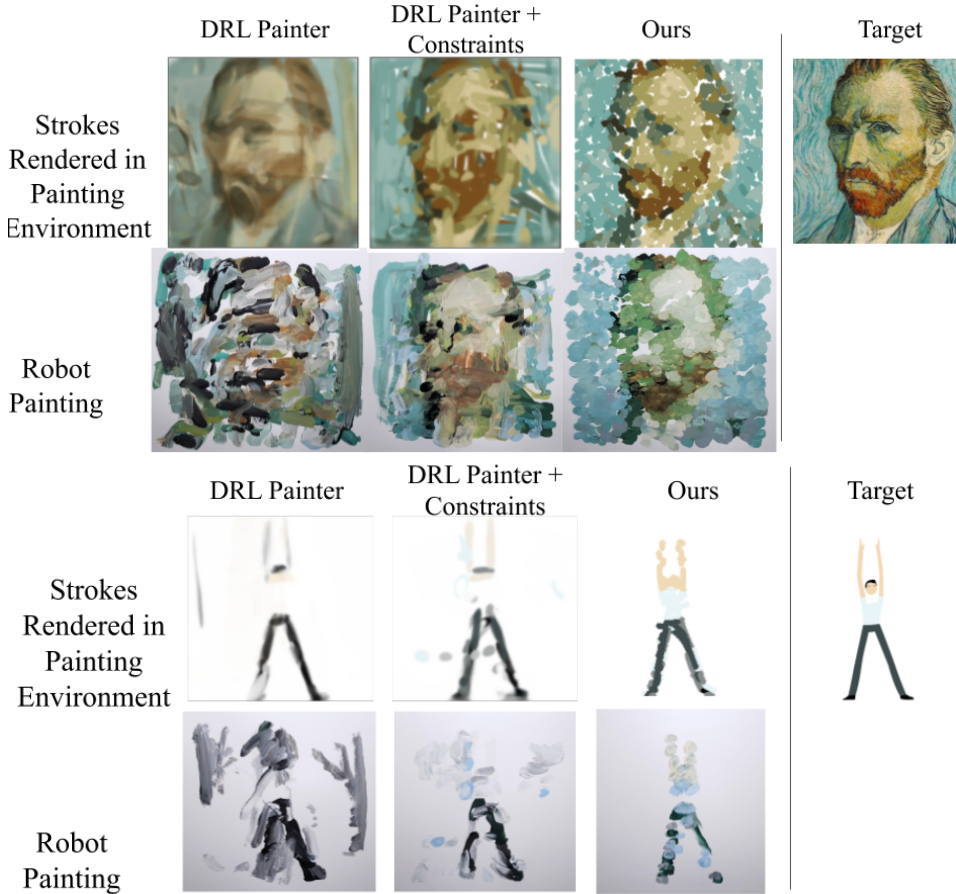 DRL Painter
DRL Painter +
Constraints
Ours
Target
Strokes
Rendered in
Painting
Environment
Robot
Painting
DRL Painter
DRL Painter +
Constraints
Ours
Target
Strokes
Rendered in
Painting
Environment
Robot
Painting